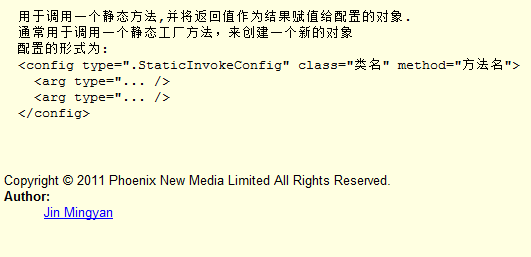 用于调用一个静态方法,并将返回值作为结果赋值给配置的对象.
通常用于调用一个静态工厂方法，来创建一个新的对象
配置的形式为:
<config type=".StaticInvokeConfig" class="类名" method="方法名">
<arg type="... />
<arg type="... />
</config>
Copyright © 2011 Phoenix New Media Limited All Rights Reserved.
Author:
Jin Mingyan